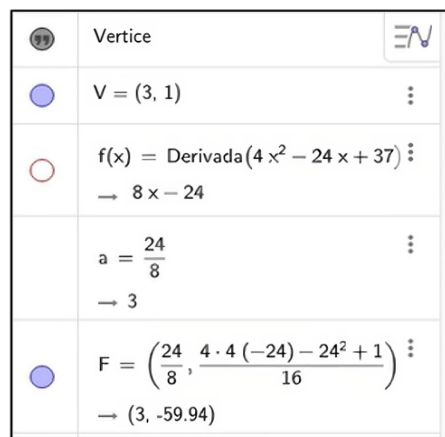 Vertice
V = (3, 1)
f(x) = Derivada(4 x² − 24 x + 37)
→ 8 x − 24
a = 24/8
→ 3
F = (24/8, (4 · 4 (−24) − 24² + 1)/16)
→ (3, -59.94)